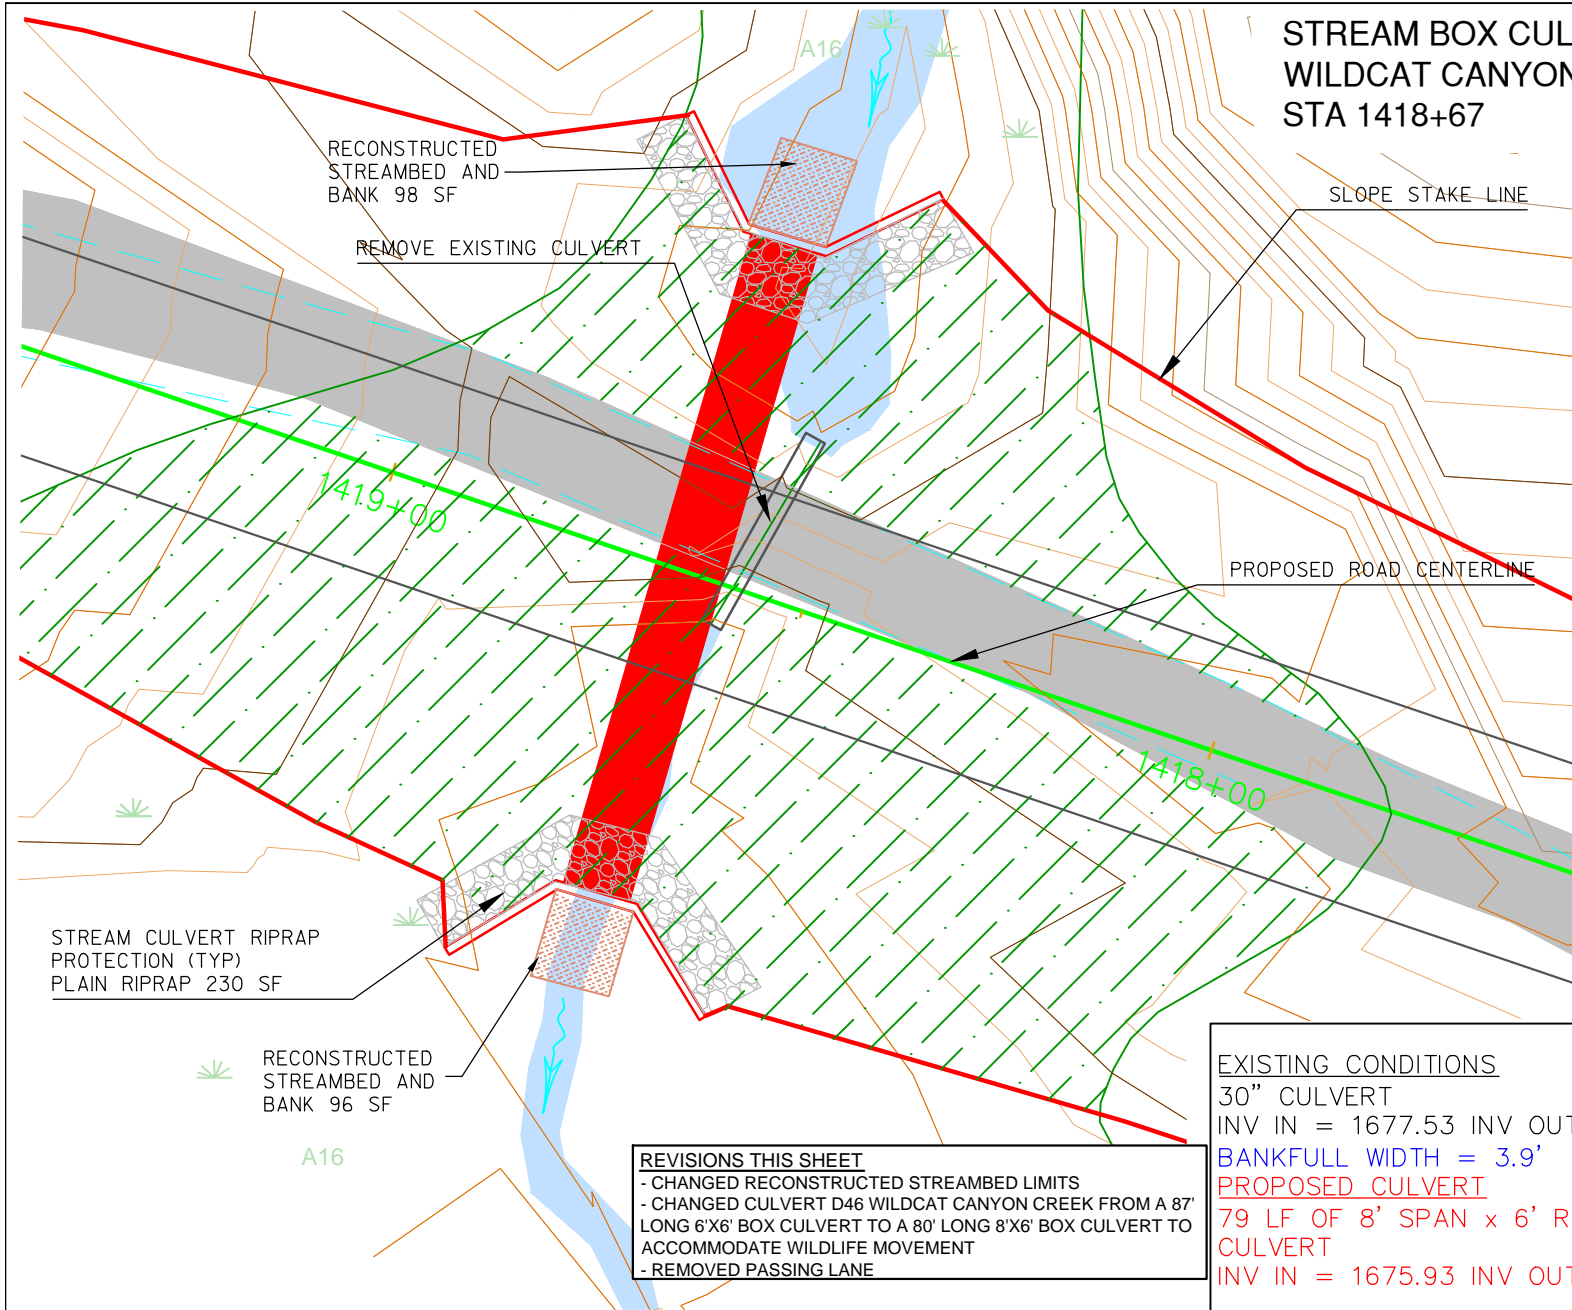 STREAM BOX CUL
WILDCAT CANYON
STA 1418+67
A16
RECONSTRUCTED
STREAMBED AND
BANK 98 SF
SLOPE STAKE LINE
REMOVE EXISTING CULVERT
1419+00
PROPOSED ROAD CENTERLINE
1418+00
STREAM CULVERT RIPRAP
PROTECTION (TYP)
PLAIN RIPRAP 230 SF
RECONSTRUCTED
STREAMBED AND
BANK 96 SF
A16
REVISIONS THIS SHEET
- CHANGED RECONSTRUCTED STREAMBED LIMITS
- CHANGED CULVERT D46 WILDCAT CANYON CREEK FROM A 87'
LONG 6'X6' BOX CULVERT TO A 80' LONG 8'X6' BOX CULVERT TO
ACCOMMODATE WILDLIFE MOVEMENT
- REMOVED PASSING LANE
EXISTING CONDITIONS
30" CULVERT
INV IN = 1677.53 INV OUT
BANKFULL WIDTH = 3.9'
PROPOSED CULVERT
79 LF OF 8' SPAN x 6' R
CULVERT
INV IN = 1675.93 INV OUT